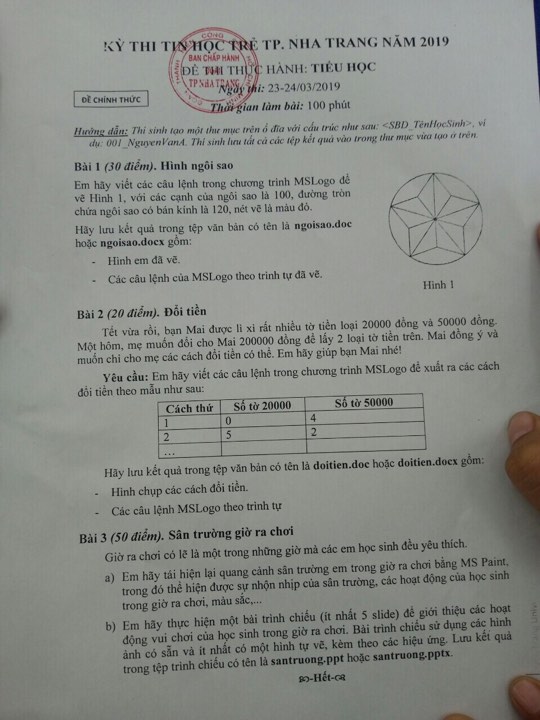 KỲ THI TIN HỌC TRẺ TP. NHA TRANG NĂM 2019
BAN CHẤP HÀNH
TP NHA TRANG
ĐỀ THI THỰC HÀNH: TIỂU HỌC
ĐỀ CHÍNH THỨC
Ngày thi: 23-24/03/2019
Thời gian làm bài: 100 phút
Hướng dẫn: Thí sinh tạo một thư mục trên ổ đĩa với cấu trúc như sau: <SBD_TênHọcSinh>, ví
dụ: 001_NguyenVanA. Thí sinh lưu tất cả các tệp kết quả vào trong thư mục vừa tạo ở trên.
Bài 1 (30 điểm). Hình ngôi sao
Em hãy viết các câu lệnh trong chương trình MSLogo để
vẽ Hình 1, với các cạnh của ngôi sao là 100, đường tròn
chứa ngôi sao có bán kính là 120, nét vẽ là màu đỏ.
Hãy lưu kết quả trong tệp văn bản có tên là ngoisao.doc
hoặc ngoisao.docx gồm:
- Hình em đã vẽ.
- Các câu lệnh của MSLogo theo trình tự đã vẽ.
Hình 1
Bài 2 (20 điểm). Đổi tiền
Tết vừa rồi, bạn Mai được lì xì rất nhiều tờ tiền loại 20000 đồng và 50000 đồng.
Một hôm, mẹ muốn đổi cho Mai 200000 đồng để lấy 2 loại tờ tiền trên. Mai đồng ý và
muốn chỉ cho mẹ các cách đổi tiền có thể. Em hãy giúp bạn Mai nhé!
Yêu cầu: Em hãy viết các câu lệnh trong chương trình MSLogo để xuất ra các cách
đổi tiền theo mẫu như sau:
Cách thứ Số tờ 20000 Số tờ 50000
1 0 4
2 5 2
...
Hãy lưu kết quả trong tệp văn bản có tên là doitien.doc hoặc doitien.docx gồm:
- Hình chụp các cách đổi tiền.
- Các câu lệnh MSLogo theo trình tự
Bài 3 (50 điểm). Sân trường giờ ra chơi
Giờ ra chơi có lẽ là một trong những giờ mà các em học sinh đều yêu thích.
a) Em hãy tái hiện lại quang cảnh sân trường em trong giờ ra chơi bằng MS Paint,
trong đó thể hiện được sự nhộn nhịp của sân trường, các hoạt động của học sinh
trong giờ ra chơi, màu sắc,...
b) Em hãy thực hiện một bài trình chiếu (ít nhất 5 slide) để giới thiệu các hoạt
động vui chơi của học sinh trong giờ ra chơi. Bài trình chiếu sử dụng các hình
ảnh có sẵn và ít nhất có một hình tự vẽ, kèm theo các hiệu ứng. Lưu kết quả
trong tệp trình chiếu có tên là santruong.ppt hoặc santruong.pptx.
-Hết-